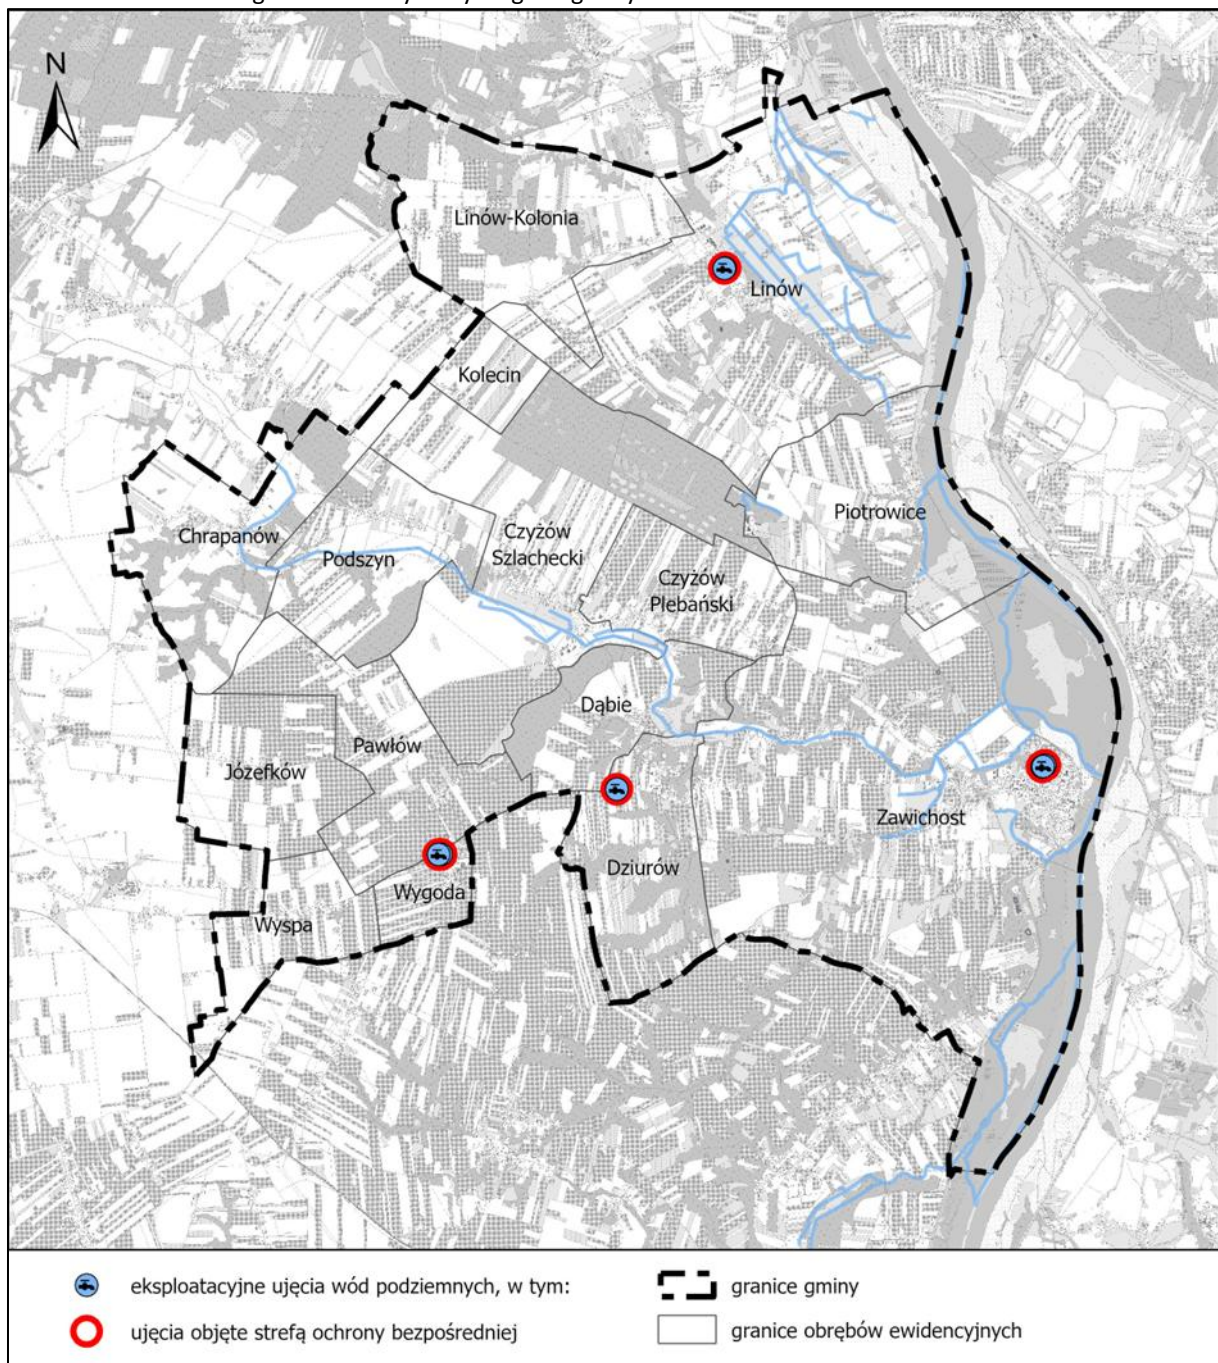 N
Linów-Kolonia
Linów
Kolecin
Piotrowice
Chrapanów
Podszyn
Czyżów
Szlachecki
Czyżów
Plebański
Dąbie
Pawłów
Józefków
Zawichost
Dziurów
Wygoda
Wyspa
eksploatacyjne ujęcia wód podziemnych, w tym:
granice gminy
ujęcia objęte strefą ochrony bezpośredniej
granice obrębów ewidencyjnych